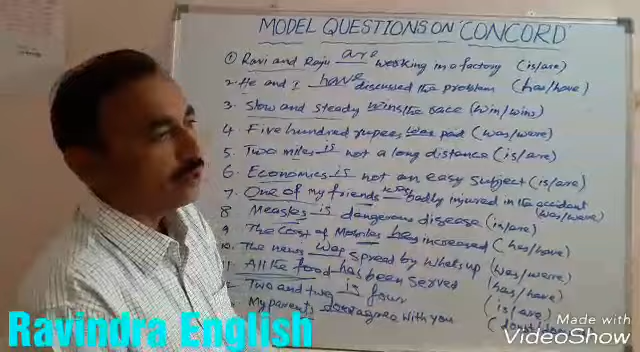 MODEL QUESTIONS ON 'CONCORD'
① Ravi and Raju are working in a factory (is/are)
2. He and I have discussed the problem (has/have)
3. Slow and steady wins the race (win/wins)
4. Five hundred rupees was paid (was/were)
5. Two miles is not a long distance (is/are)
6. Economics is not an easy subject (is/are)
7. One of my friends was badly injured in the accident (was/were)
8 Measles is dangerous disease (is/are)
9 The cost of has increased (has/have)
10. The news was spread by whatsup (was/were)
11. All the food has been served (has/have)
2. Two and two is four (is/are)
My parents agree with you
Ravindra English
Made with
VideoShow